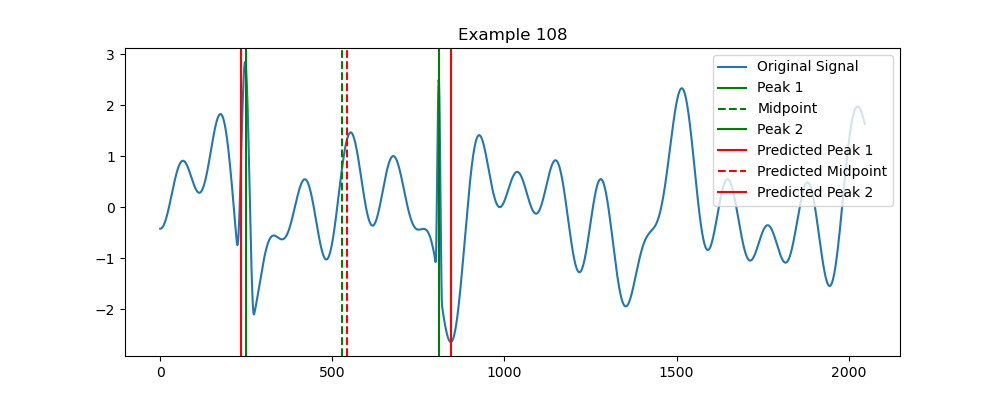 Example 108
3
2
1
0
−1
−2
0
500
1000
1500
2000
Original Signal
Peak 1
Midpoint
Peak 2
Predicted Peak 1
Predicted Midpoint
Predicted Peak 2